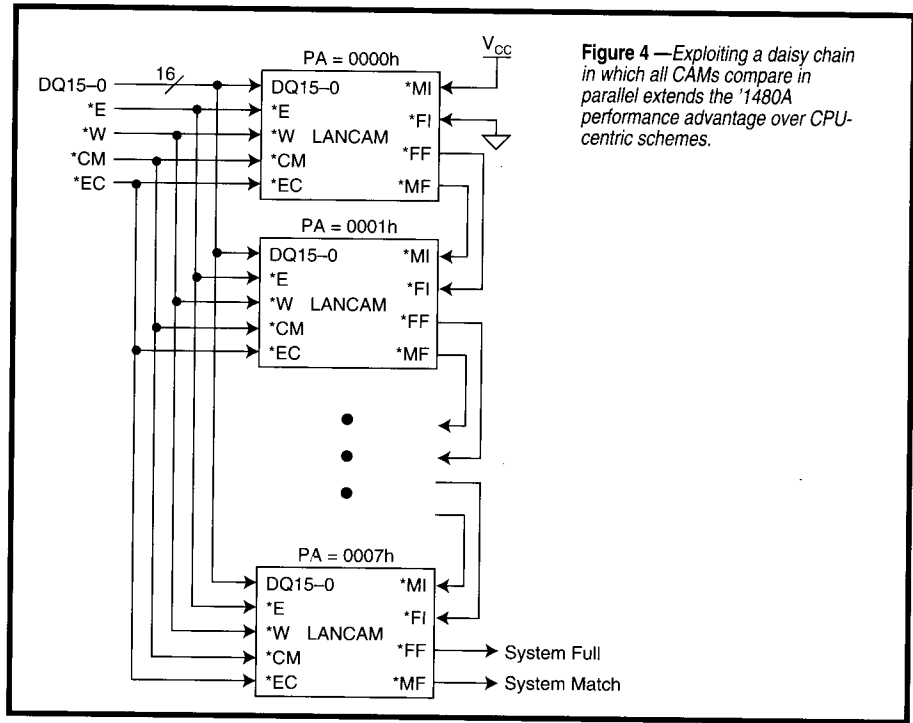 PA = 0000h
V_CC
DQ15–0 16 DQ15–0 *MI
*E *E *FI
*W *W LANCAM *FF
*CM *CM *MF
*EC *EC
PA = 0001h
DQ15–0 *MI
*E *FI
*W LANCAM *FF
*CM *MF
*EC
PA = 0007h
DQ15–0 *MI
*E *FI
*W LANCAM *FF System Full
*CM *MF System Match
*EC
Figure 4 —Exploiting a daisy chain
in which all CAMs compare in
parallel extends the '1480A
performance advantage over CPU-
centric schemes.